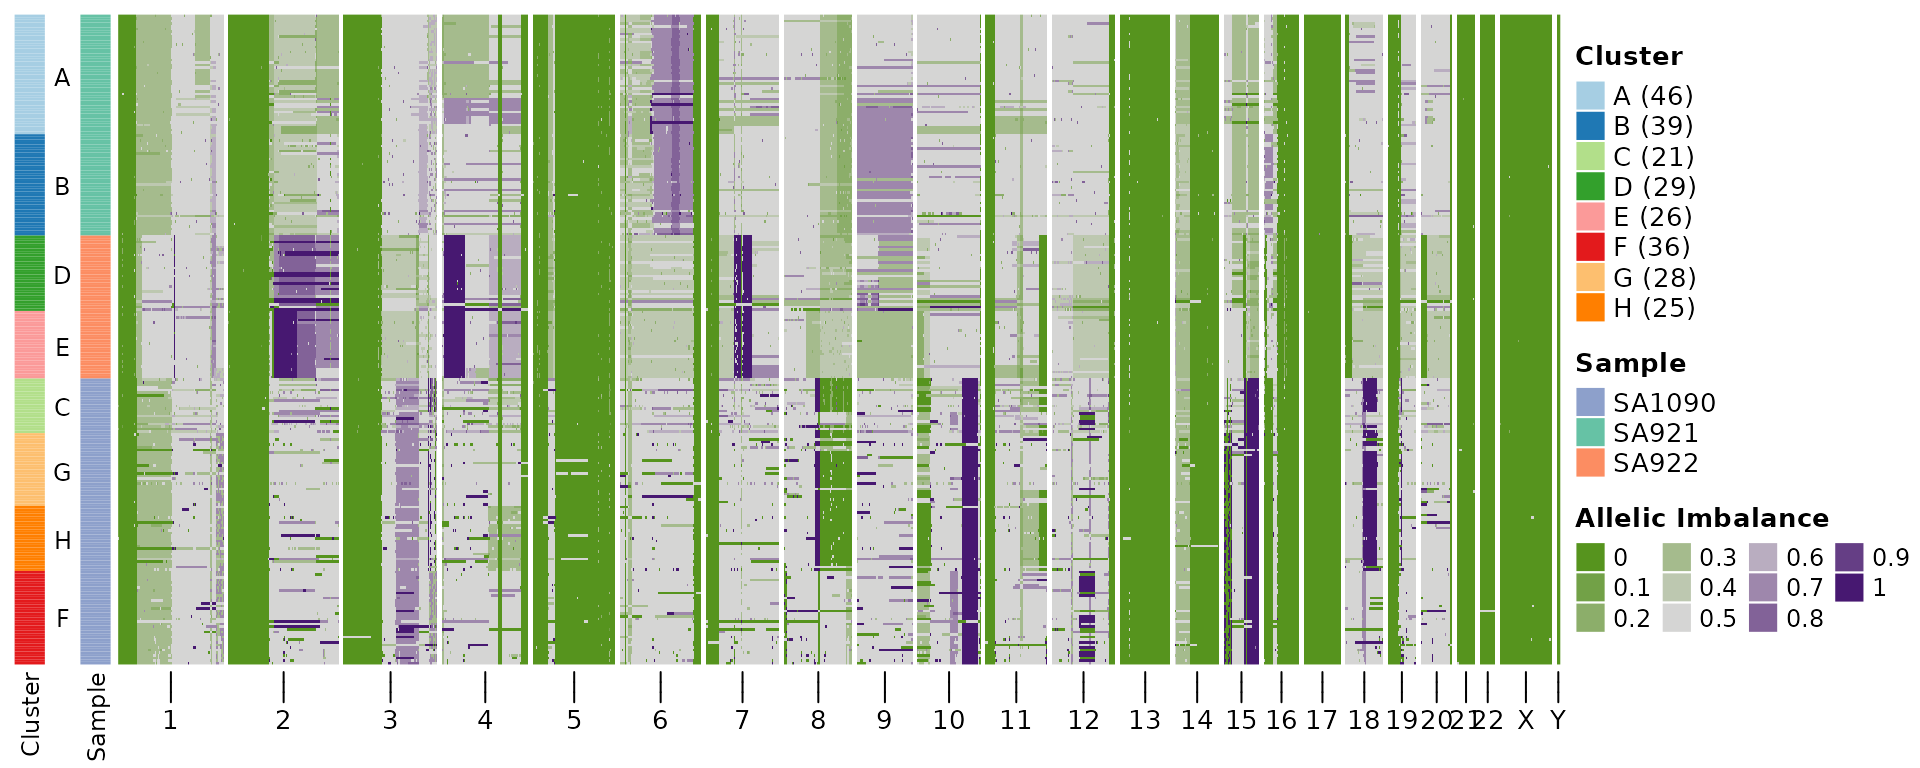 A
B
D
E
C
G
H
F
Cluster
Sample
1
2
3
4
5
6
7
8
9
10
11
12
13
14
15
16
17
18
19
20
21
22
X
Y
Cluster
A (46)
B (39)
C (21)
D (29)
E (26)
F (36)
G (28)
H (25)
Sample
SA1090
SA921
SA922
Allelic Imbalance
0 0.3 0.6 0.9
0.1 0.4 0.7 1
0.2 0.5 0.8